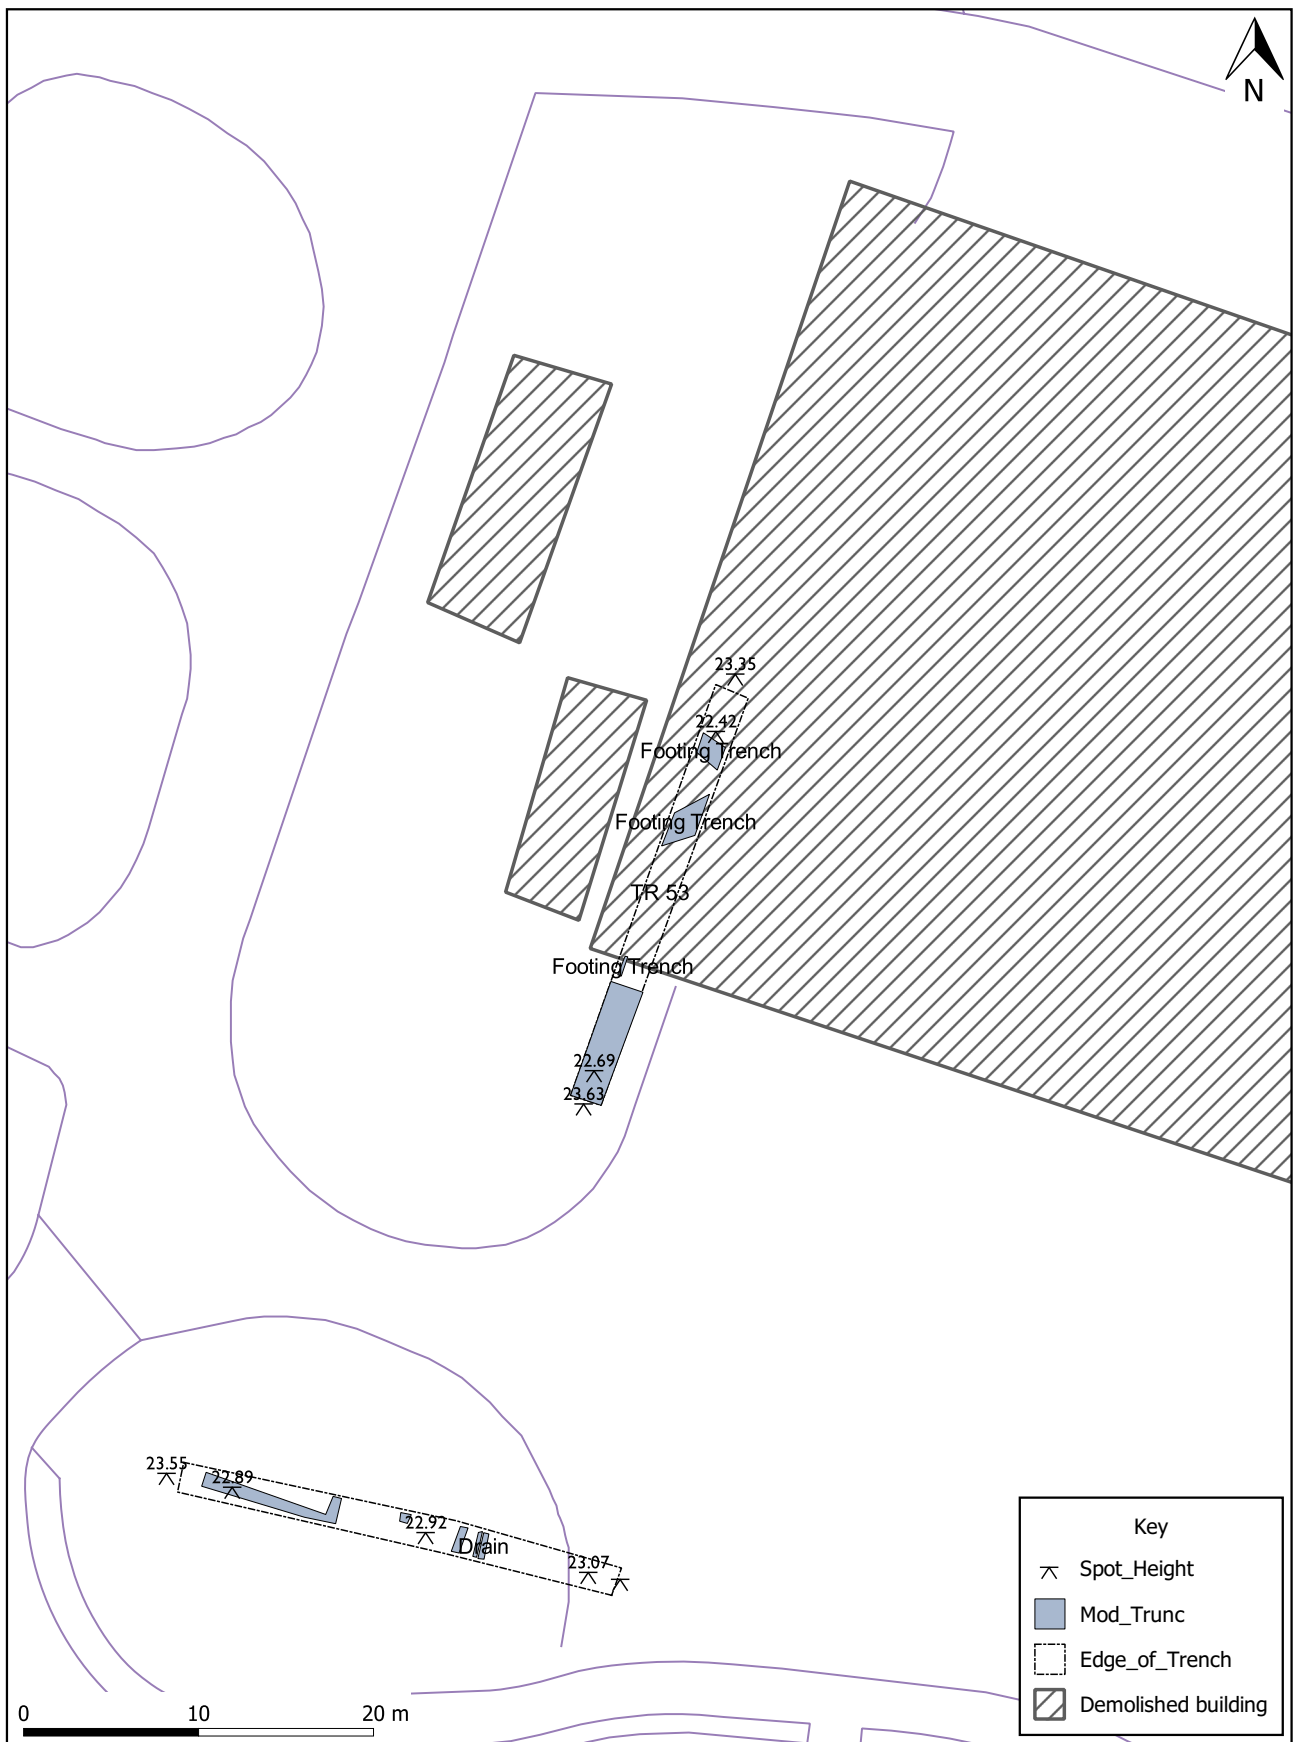 N
23.35
22.42
Footing Trench
Footing Trench
TR 53
Footing Trench
22.69
23.63
23.55
22.89
22.92
Drain
23.07
Key
Spot_Height
Mod_Trunc
Edge_of_Trench
Demolished building
0 10 20 m